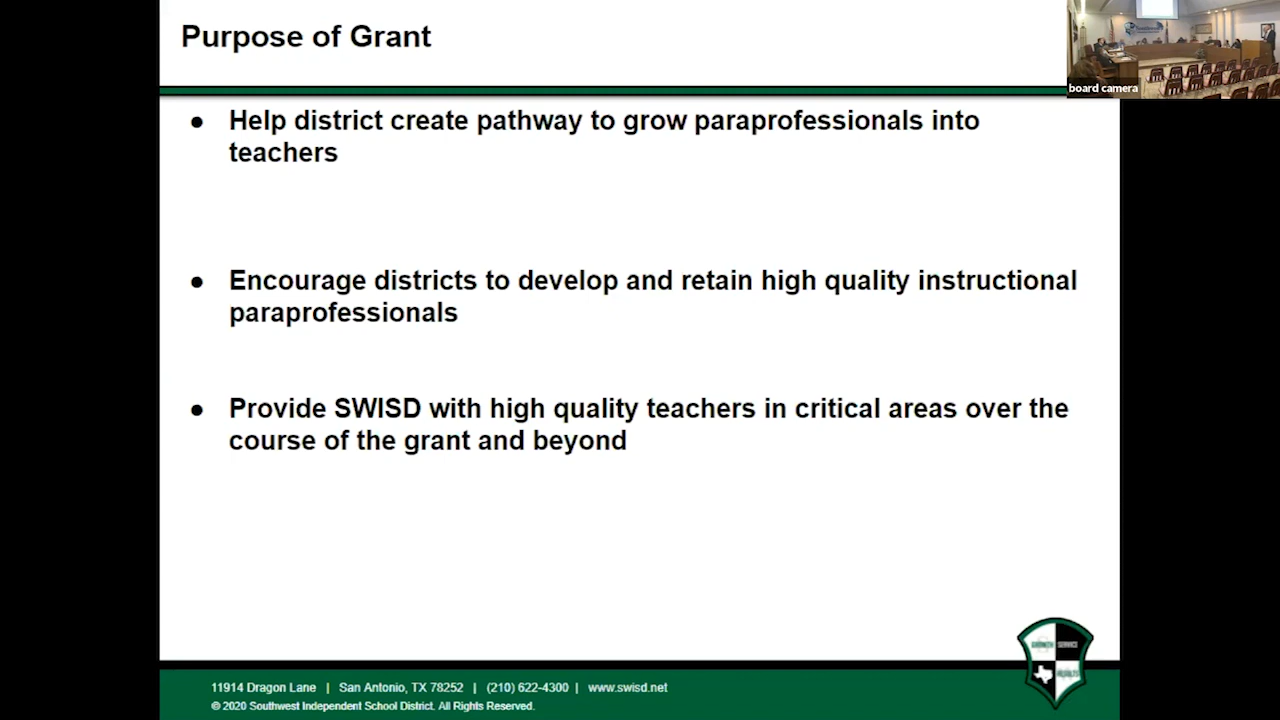 Purpose of Grant
board camera
● Help district create pathway to grow paraprofessionals into
teachers
● Encourage districts to develop and retain high quality instructional
paraprofessionals
● Provide SWISD with high quality teachers in critical areas over the
course of the grant and beyond
SERVICE
11914 Dragon Lane | San Antonio, TX 78252 | (210) 622-4300 | www.swisd.net
© 2020 Southwest Independent School District. All Rights Reserved.